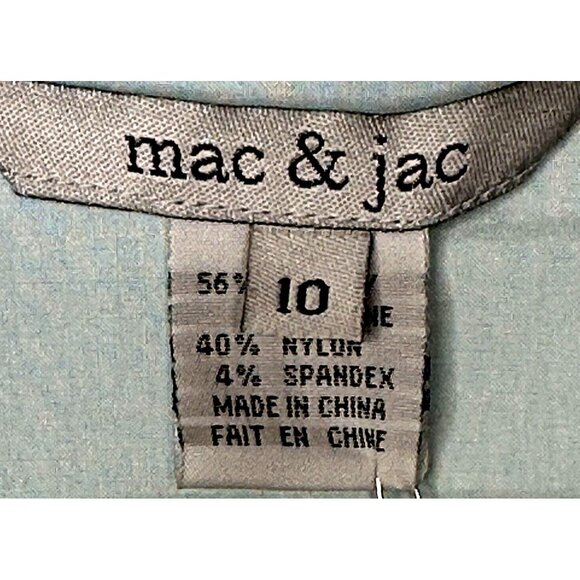 mac & jac
10
56%
40% NYLON
4% SPANDEX
MADE IN CHINA
FAIT EN CHINE